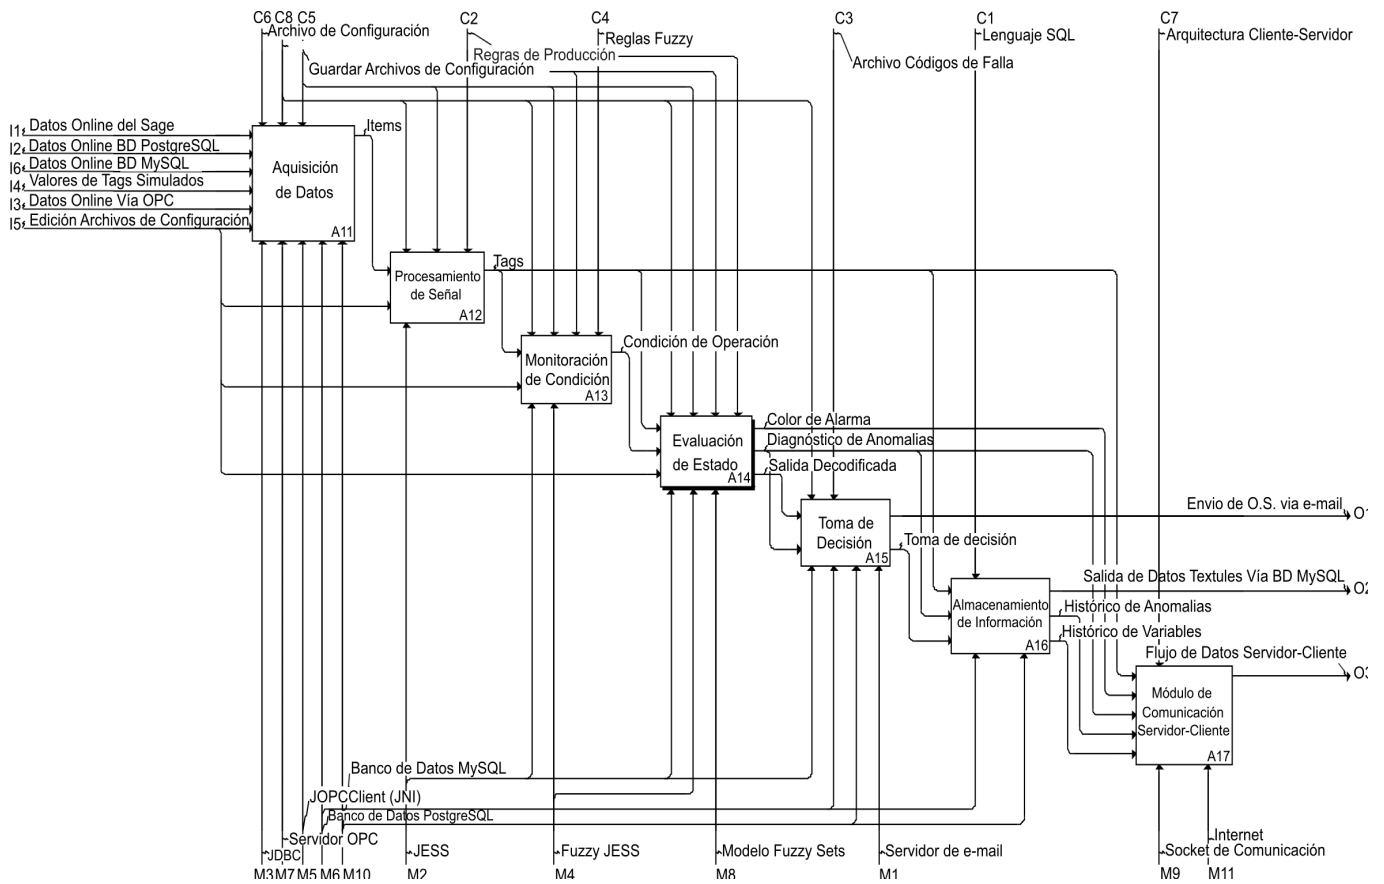 C6 C8 C5 C2 C4 C3 C1 C7
Archivo de Configuración
Reglas Fuzzy
Lenguaje SQL
Arquitectura Cliente-Servidor
Regras de Producción
Archivo Códigos de Falla
Guardar Archivos de Configuración
I1 Datos Online del Sage
I2 Datos Online BD PostgreSQL
I6 Datos Online BD MySQL
I4 Valores de Tags Simulados
I3 Datos Online Vía OPC
I5 Edición Archivos de Configuración
Items
Aquisición
de Datos
A11
Tags
Procesamiento
de Señal
A12
Condición de Operación
Monitoración
de Condición
A13
Color de Alarma
Diagnóstico de Anomalias
Salida Decodificada
Evaluación
de Estado
A14
Envio de O.S. via e-mail
Toma de
Decisión
A15
Toma de decisión
Salida de Datos Textules Vía BD MySQL
Almacenamiento
de Información
A16
Histórico de Anomalias
Histórico de Variables
Flujo de Datos Servidor-Cliente
Módulo de
Comunicación
Servidor-Cliente
A17
Banco de Datos MySQL
JOPCClient (JNI)
Banco de Datos PostgreSQL
Servidor OPC
Internet
JDBC
JESS
Fuzzy JESS
Modelo Fuzzy Sets
Servidor de e-mail
Socket de Comunicación
M3 M7 M5 M6 M10 M2 M4 M8 M1 M9 M11